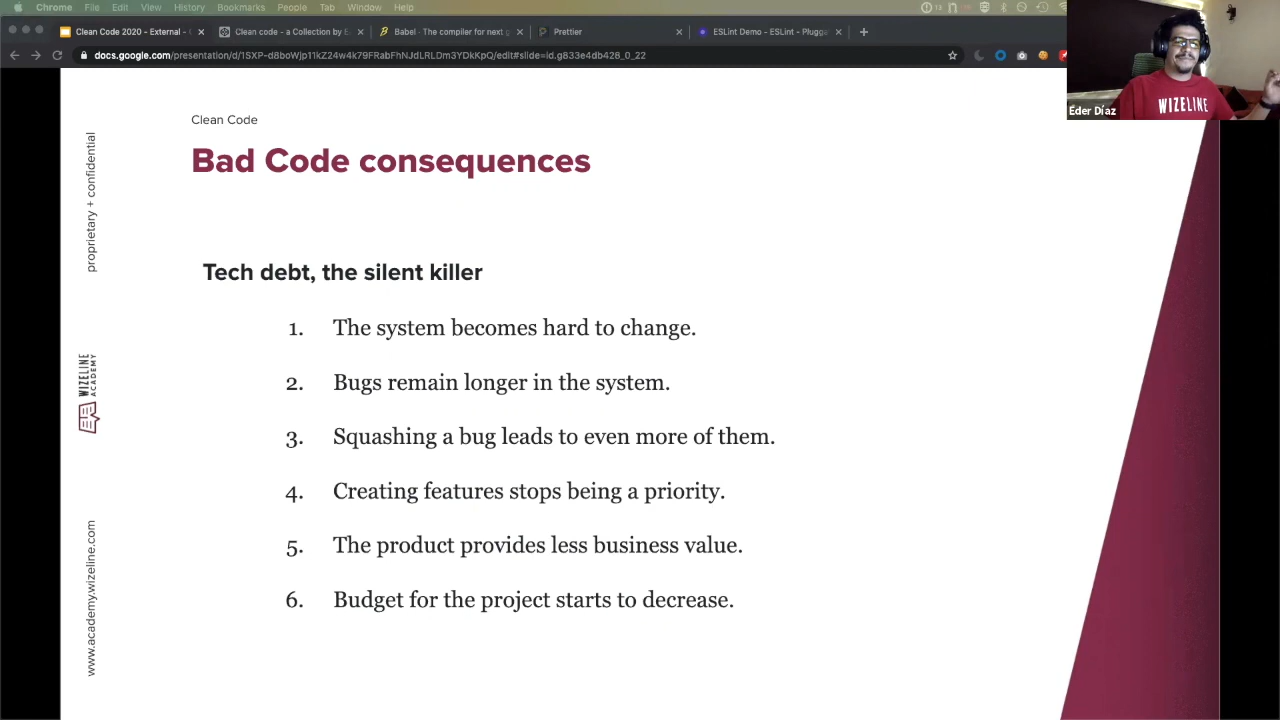 Chrome File Edit View History Bookmarks People Tab Window Help
Clean Code 2020 - External - Clean code - a Collection by E Babel · The compiler for next g Prettier ESLint Demo - ESLint - Plugga
docs.google.com/presentation/d/1SXP-d8boWjp11kZ24w4k79FRabFhNJdLRLDm3YDkKpQ/edit#slide=id.g833e4db428_0_22
WIZELINE
Éder Díaz
Clean Code
Bad Code consequences
proprietary + confidential
Tech debt, the silent killer
1. The system becomes hard to change.
2. Bugs remain longer in the system.
3. Squashing a bug leads to even more of them.
4. Creating features stops being a priority.
5. The product provides less business value.
6. Budget for the project starts to decrease.
WIZELINE
ACADEMY
www.academy.wizeline.com